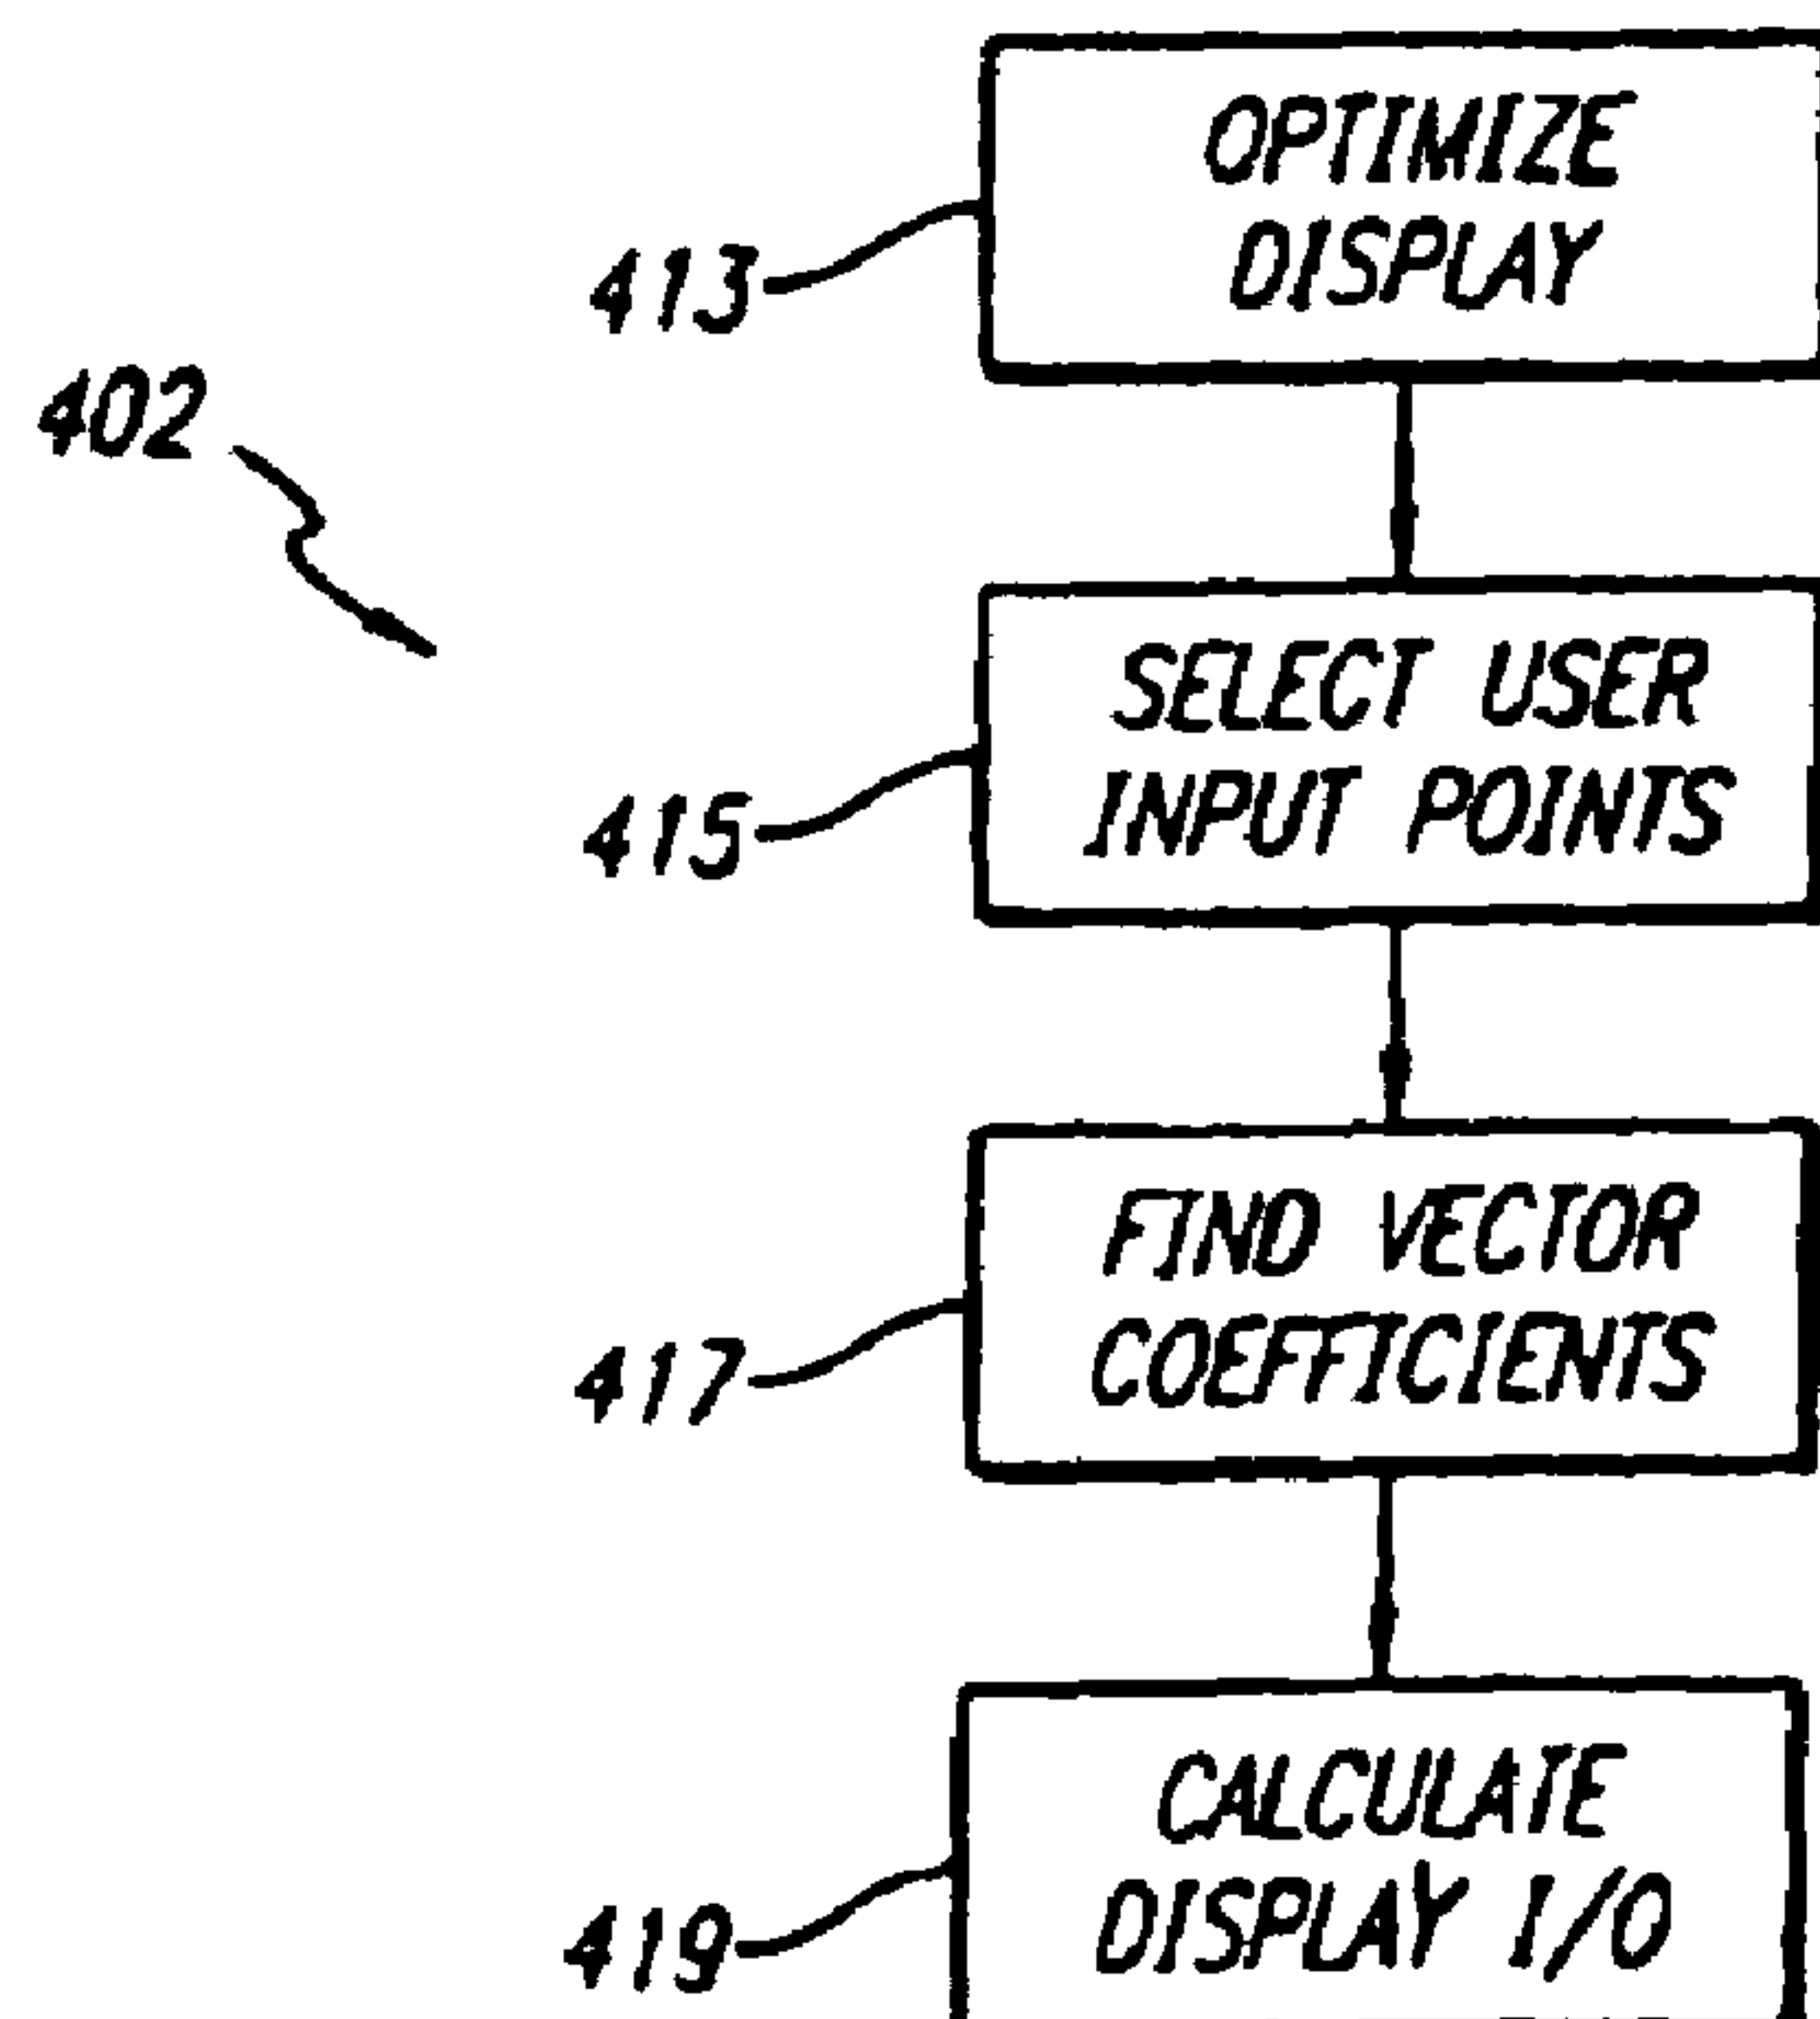 OPTIMIZE
DISPLAY
413
402
SELECT USER
INPUT POINTS
415
FIND VECTOR
COEFFICIENTS
417
CALCULATE
DISPLAY I/O
419